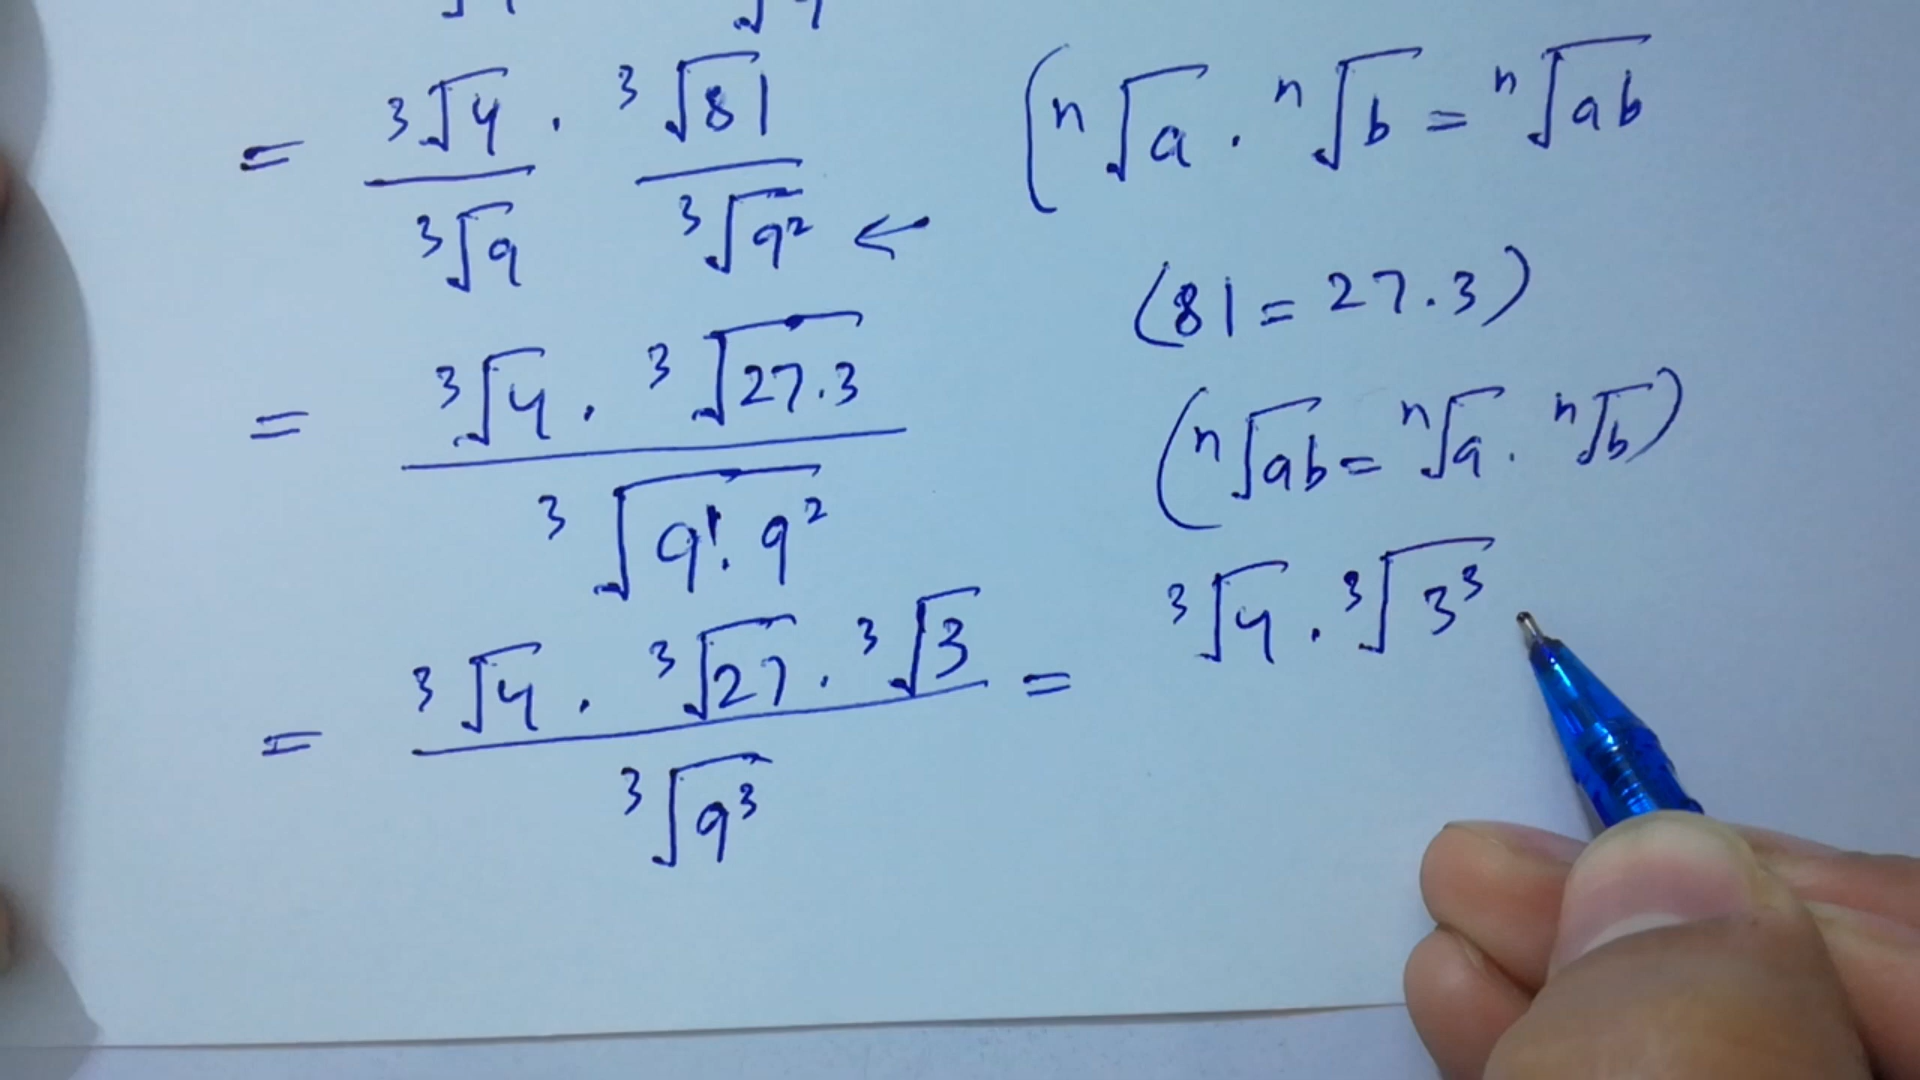 = ³√4 / ³√9 . ³√81 / ³√9² ← (ⁿ√a . ⁿ√b = ⁿ√ab
(81 = 27.3)
= ³√4 . ³√27.3 / ³√9¹. 9²
(ⁿ√ab = ⁿ√a . ⁿ√b)
= ³√4 . ³√27 . ³√3 / ³√9³ = ³√4 . ³√3³